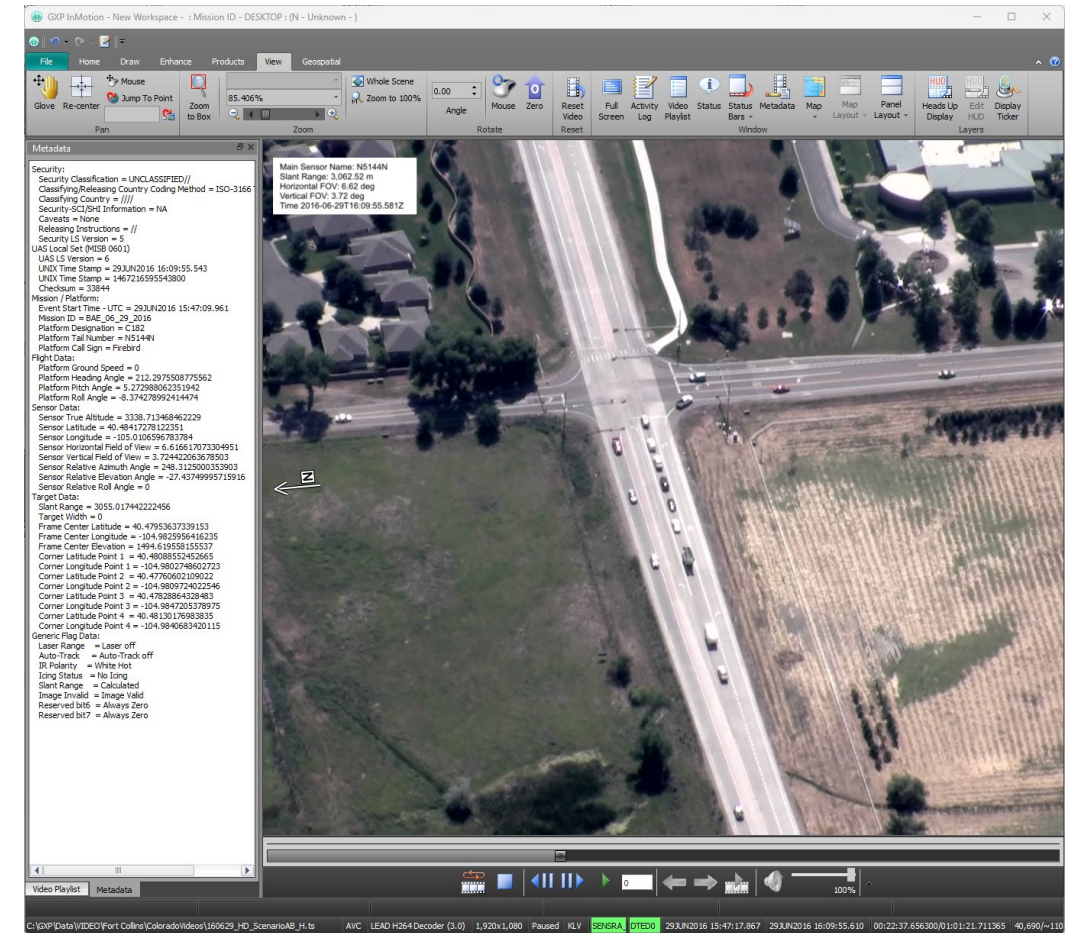 GXP InMotion - New Workspace - : Mission ID - DESKTOP : (N - Unknown - )
File Home Draw Enhance Products View Geospatial
Glove Re-center Mouse Jump To Point
Pan
Zoom to Box 85.406% Whole Scene Zoom to 100%
Zoom
0.00 Angle Mouse Zero
Rotate
Reset Video
Reset
Full Screen Activity Log Video Playlist Status Status Bars Metadata Map Map Layout Panel Layout
Window
Heads Up Display Edit HUD Display Ticker
Layers
Metadata
Security:
Security Classification = UNCLASSIFIED//
Classifying/Releasing Country Coding Method = ISO-3166
Classifying Country = ////
Security-SCI/SHI Information = NA
Caveats = None
Releasing Instructions = //
Security LS Version = 5
UAS Local Set (MISB 0601)
UAS LS Version = 6
UNIX Time Stamp = 29JUN2016 16:09:55.543
UNIX Time Stamp = 1467216595543800
Checksum = 33844
Mission / Platform:
Event Start Time - UTC = 29JUN2016 15:47:09.961
Mission ID = BAE_06_29_2016
Platform Designation = C182
Platform Tail Number = N5144N
Platform Call Sign = Firebird
Flight Data:
Platform Ground Speed = 0
Platform Heading Angle = 212.2975508775562
Platform Pitch Angle = 5.272988062351942
Platform Roll Angle = -8.374278992414474
Sensor Data:
Sensor True Altitude = 3338.713468462229
Sensor Latitude = 40.48417278122351
Sensor Longitude = -105.0106596783784
Sensor Horizontal Field of View = 6.616617073304951
Sensor Vertical Field of View = 3.724422063678503
Sensor Relative Azimuth Angle = 248.3125000353903
Sensor Relative Elevation Angle = -27.43749995715916
Sensor Relative Roll Angle = 0
Target Data:
Slant Range = 3055.017442222456
Target Width = 0
Frame Center Latitude = 40.47953637339153
Frame Center Longitude = -104.9825956416235
Frame Center Elevation = 1494.619558155537
Corner Latitude Point 1 = 40.48088552452665
Corner Longitude Point 1 = -104.9802748602723
Corner Latitude Point 2 = 40.47760602109022
Corner Longitude Point 2 = -104.9809724022546
Corner Latitude Point 3 = 40.47828864328483
Corner Longitude Point 3 = -104.9847205378975
Corner Latitude Point 4 = 40.48130176983835
Corner Longitude Point 4 = -104.9840683420115
Generic Flag Data:
Laser Range = Laser off
Auto-Track = Auto-Track off
IR Polarity = White Hot
Icing Status = No Icing
Slant Range = Calculated
Image Invalid = Image Valid
Reserved bit6 = Always Zero
Reserved bit7 = Always Zero
Video Playlist Metadata
Main Sensor Name: N5144N
Slant Range: 3,062.52 m
Horizontal FOV: 6.62 deg
Vertical FOV: 3.72 deg
Time 2016-06-29T16:09:55.581Z
N
0
100%
C:\GXP\Data\VIDEO\Fort Collins\ColoradoVideos\160629_HD_ScenarioAB_H.ts AVC LEAD H264 Decoder (3.0) 1,920x1,080 Paused KLV SENSRA_ DTED0 29JUN2016 15:47:17.867 29JUN2016 16:09:55.610 00:22:37.656300/01:01:21.711365 40,690/~110